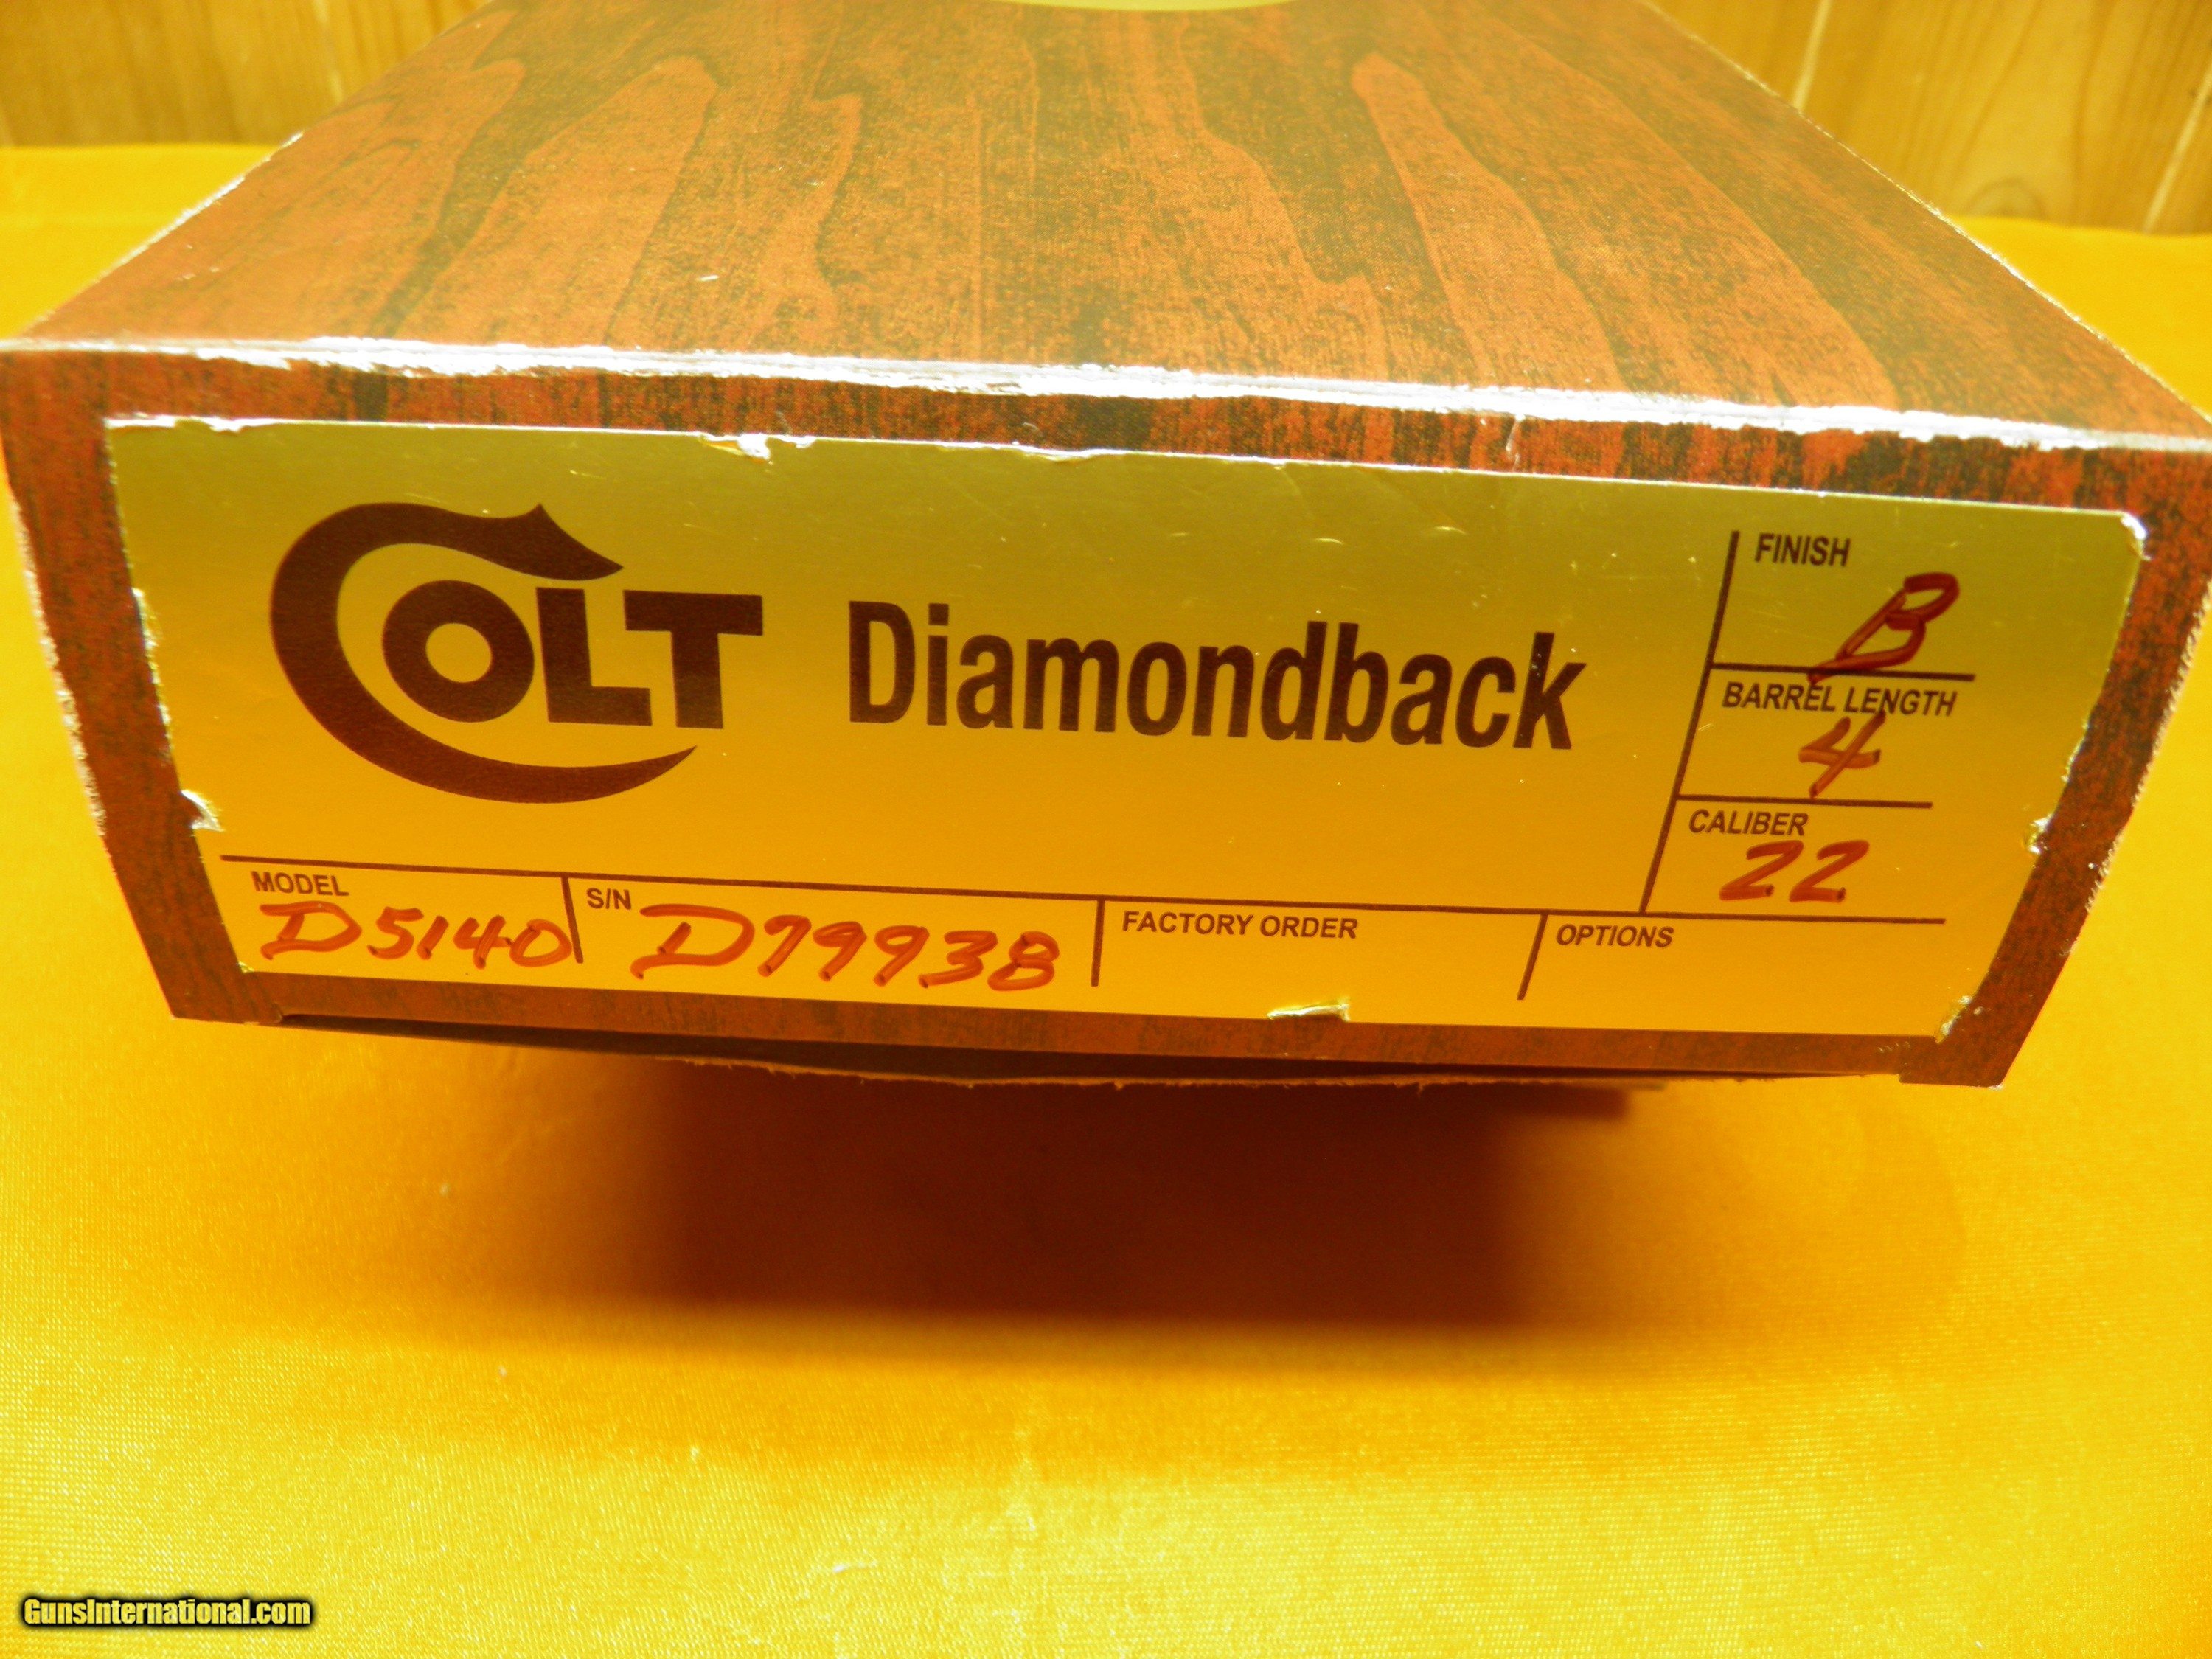 COLT Diamondback
FINISH
B
BARREL LENGTH
4
CALIBER
22
MODEL
D5140
S/N
D79938
FACTORY ORDER
OPTIONS
GunsInternational.com